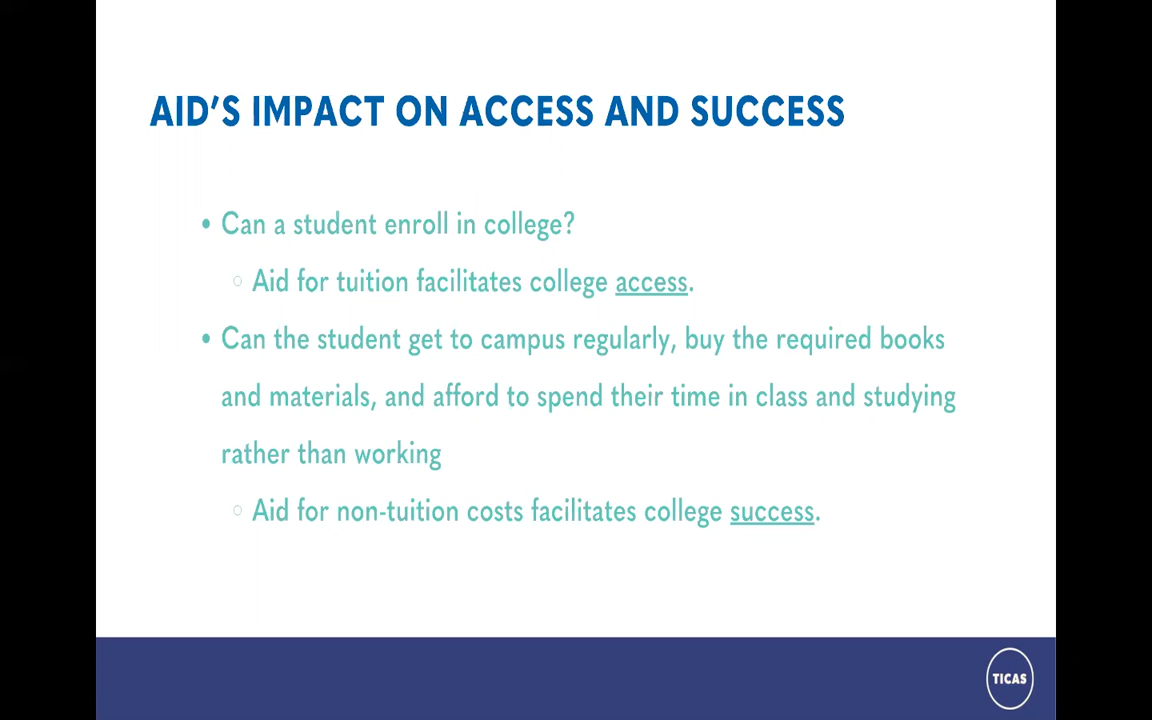 AID'S IMPACT ON ACCESS AND SUCCESS
• Can a student enroll in college?
○ Aid for tuition facilitates college access.
• Can the student get to campus regularly, buy the required books
and materials, and afford to spend their time in class and studying
rather than working
○ Aid for non-tuition costs facilitates college success.
TICAS